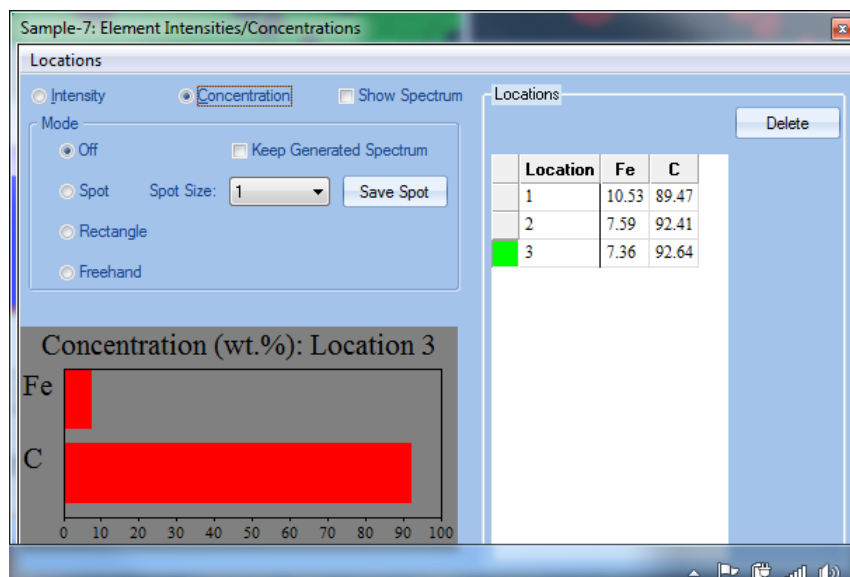 Sample-7: Element Intensities/Concentrations
Locations
Intensity Concentration Show Spectrum
Mode
Off Keep Generated Spectrum
Spot Spot Size: 1 Save Spot
Rectangle
Freehand
Locations
Delete
Location Fe C
1 10.53 89.47
2 7.59 92.41
3 7.36 92.64
Concentration (wt.%): Location 3
Fe
C
0 10 20 30 40 50 60 70 80 90 100